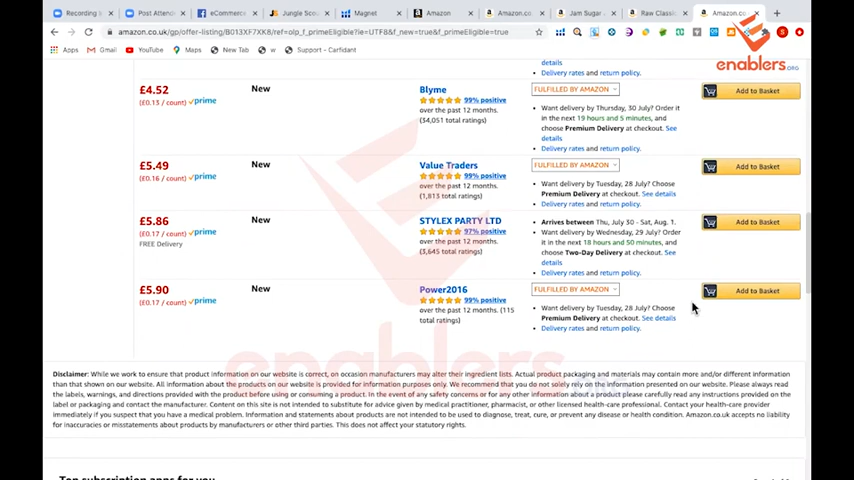 Recording
Post Attend
eCommerce
Jungle Scou
Magnet
Amazon
Amazon.co
Jam Sugar
Raw Classic
Amazon.co
amazon.co.uk/gp/offer-listing/B013XF7XK8/ref=olp_f_primeEligible?ie=UTF8&f_new=true&f_primeEligible=true
Apps
Gmail
YouTube
Maps
New Tab
w
Support - Carfidant
enablers.ORG
details
Delivery rates and return policy.
£4.52
(£0.13 / count) prime
New
Blyme
99% positive
over the past 12 months.
(34,051 total ratings)
FULFILLED BY AMAZON
Want delivery by Thursday, 30 July? Order it
in the next 19 hours and 5 minutes, and
choose Premium Delivery at checkout. See
details
Delivery rates and return policy.
Add to Basket
£5.49
(£0.16 / count) prime
New
Value Traders
99% positive
over the past 12 months.
(1,813 total ratings)
FULFILLED BY AMAZON
Want delivery by Tuesday, 28 July? Choose
Premium Delivery at checkout. See details
Delivery rates and return policy.
Add to Basket
£5.86
(£0.17 / count) prime
FREE Delivery
New
STYLEX PARTY LTD
97% positive
over the past 12 months.
(3,645 total ratings)
Arrives between Thu, July 30 - Sat, Aug. 1.
Want delivery by Wednesday, 29 July? Order
it in the next 18 hours and 50 minutes, and
choose Two-Day Delivery at checkout. See
details
Delivery rates and return policy.
Add to Basket
£5.90
(£0.17 / count) prime
New
Power2016
99% positive
over the past 12 months. (115
total ratings)
FULFILLED BY AMAZON
Want delivery by Tuesday, 28 July? Choose
Premium Delivery at checkout. See details
Delivery rates and return policy.
Add to Basket
enablers.ORG
Disclaimer: While we work to ensure that product information on our website is correct, on occasion manufacturers may alter their ingredient lists. Actual product packaging and materials may contain more and/or different information
than that shown on our website. All information about the products on our website is provided for information purposes only. We recommend that you do not solely rely on the information presented on our website. Please always read
the labels, warnings, and directions provided with the product before using or consuming a product. In the event of any safety concerns or for any other information about a product please carefully read any instructions provided on the
label or packaging and contact the manufacturer. Content on this site is not intended to substitute for advice given by medical practitioner, pharmacist, or other licensed health-care professional. Contact your health-care provider
immediately if you suspect that you have a medical problem. Information and statements about products are not intended to be used to diagnose, treat, cure, or prevent any disease or health condition. Amazon.co.uk accepts no liability
for inaccuracies or misstatements about products by manufacturers or other third parties. This does not affect your statutory rights.
Top subscription apps for you